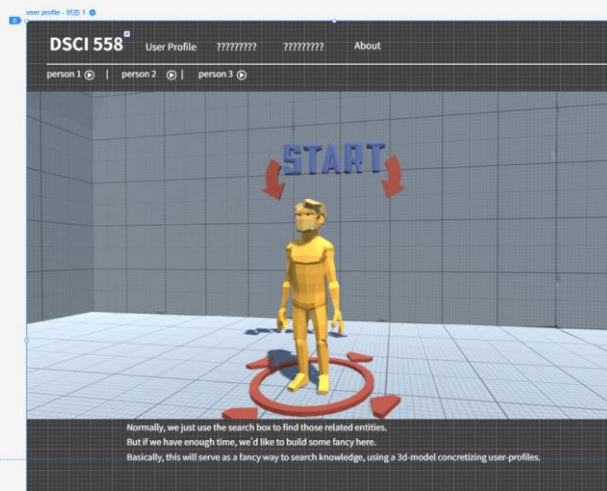 user profile - 状态 1
DSCI 558 User Profile ????????? ????????? About
person 1 | person 2 | person 3
START
Normally, we just use the search box to find those related entities.
But if we have enough time, we'd like to build some fancy here.
Basically, this will serve as a fancy way to search knowledge, using a 3d-model concretizing user-profiles.